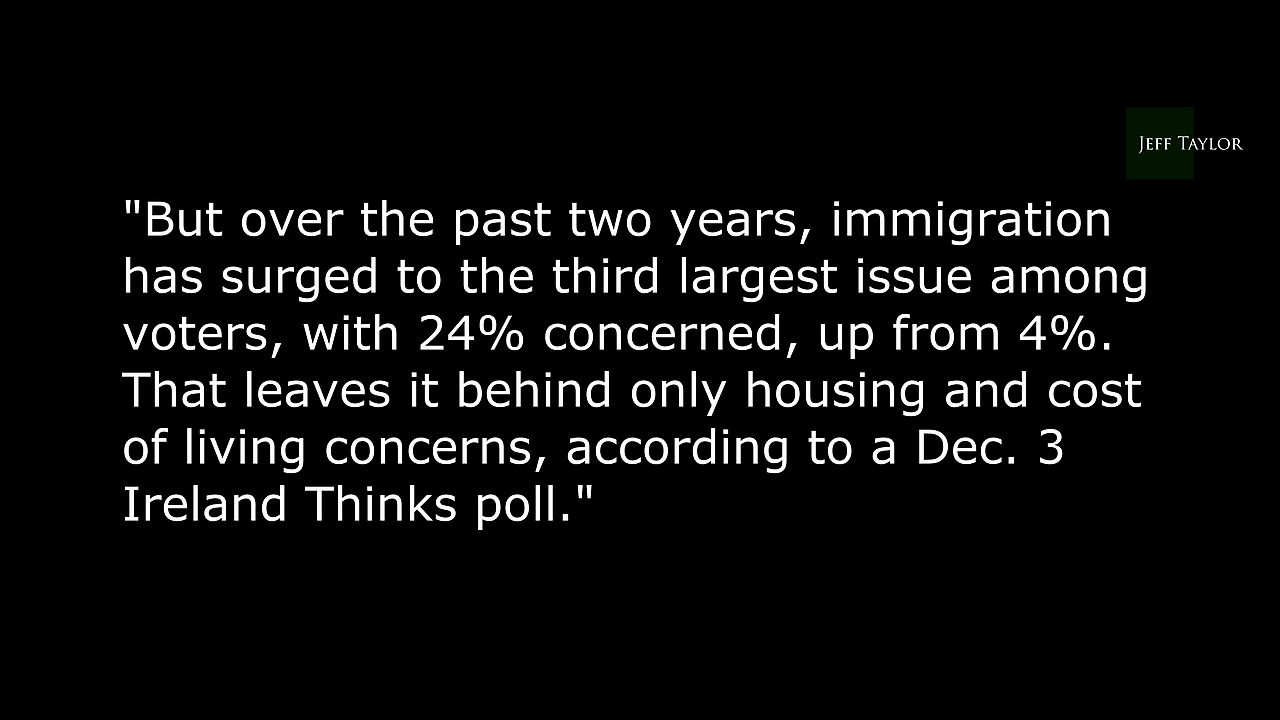 JEFF TAYLOR
"But over the past two years, immigration
has surged to the third largest issue among
voters, with 24% concerned, up from 4%.
That leaves it behind only housing and cost
of living concerns, according to a Dec. 3
Ireland Thinks poll."